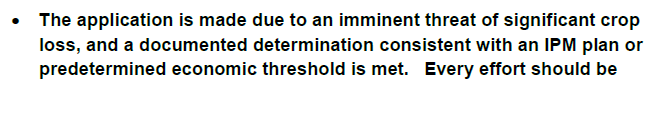 • The application is made due to an imminent threat of significant crop
loss, and a documented determination consistent with an IPM plan or
predetermined economic threshold is met. Every effort should be